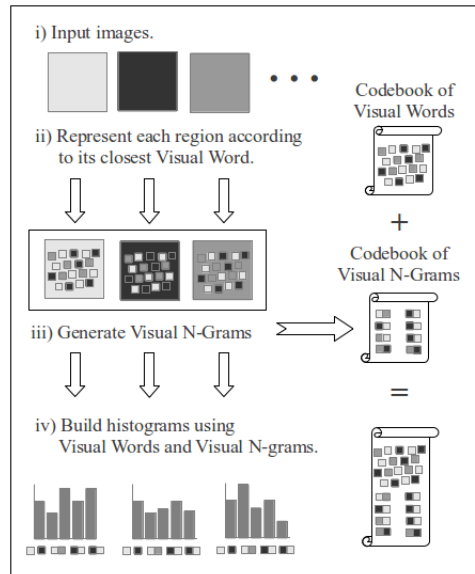 i) Input images.
Codebook of
Visual Words
ii) Represent each region according
to its closest Visual Word.
+
Codebook of
Visual N-Grams
iii) Generate Visual N-Grams
=
iv) Build histograms using
Visual Words and Visual N-grams.